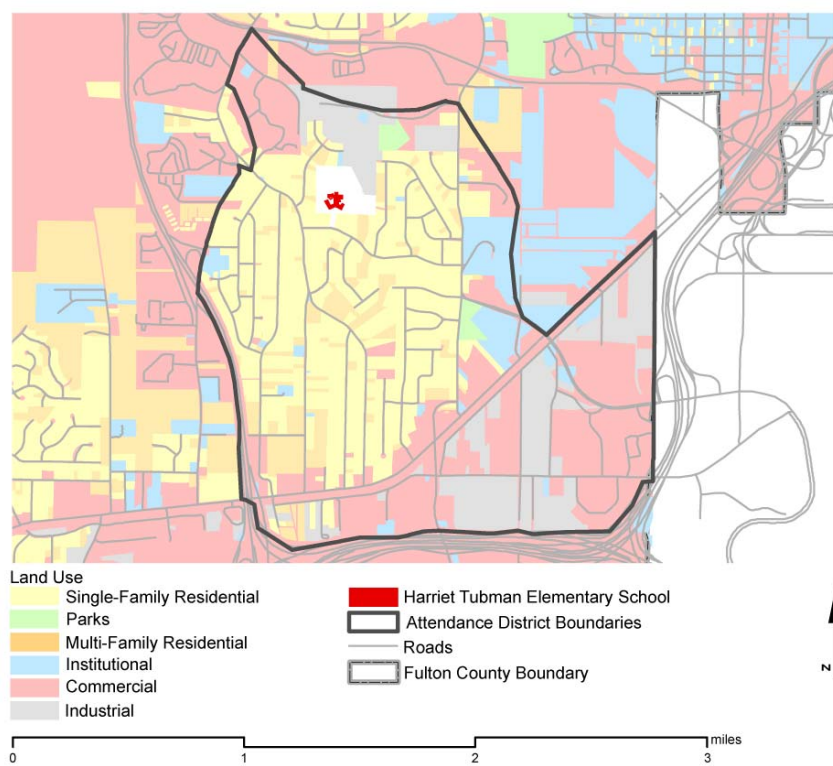 Land Use
Single-Family Residential
Parks
Multi-Family Residential
Institutional
Commercial
Industrial
Harriet Tubman Elementary School
Attendance District Boundaries
Roads
Fulton County Boundary
z
miles
0 1 2 3